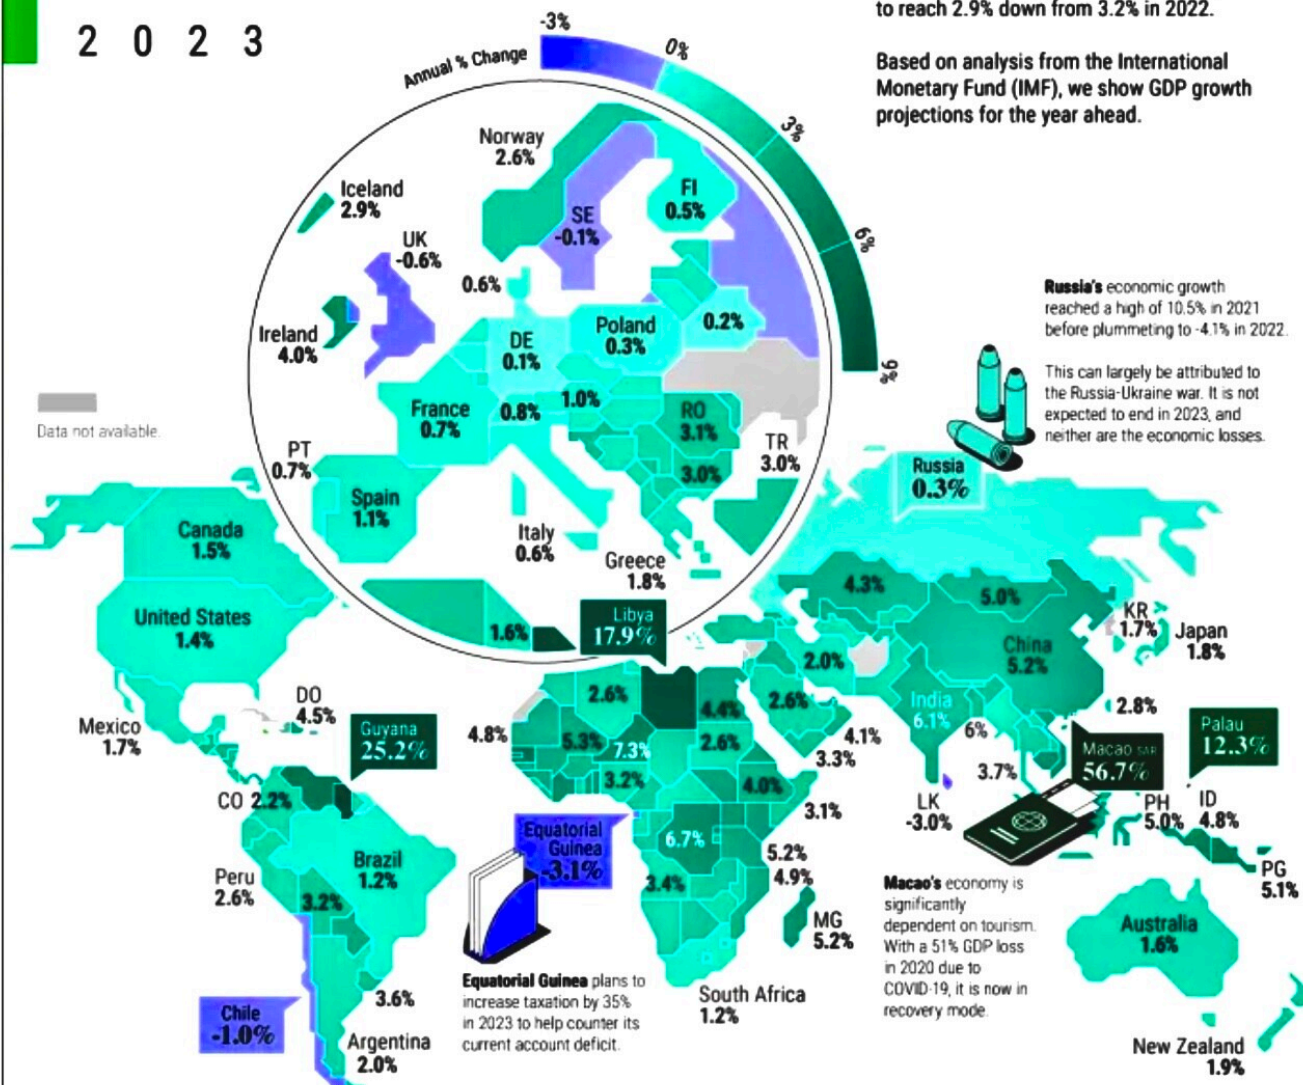 2 0 2 3
to reach 2.9% down from 3.2% in 2022.
Based on analysis from the International
Monetary Fund (IMF), we show GDP growth
projections for the year ahead.
Annual % Change
-3%
0%
3%
6%
9%
Norway
2.6%
Iceland
2.9%
UK
-0.6%
SE
-0.1%
FI
0.5%
0.6%
Ireland
4.0%
DE
0.1%
Poland
0.3%
0.2%
France
0.7%
0.8%
1.0%
RO
3.1%
3.0%
TR
3.0%
PT
0.7%
Spain
1.1%
Italy
0.6%
Greece
1.8%
1.6%
Libya
17.9%
Data not available.
Russia's economic growth
reached a high of 10.5% in 2021
before plummeting to -4.1% in 2022.
This can largely be attributed to
the Russia-Ukraine war. It is not
expected to end in 2023, and
neither are the economic losses.
Russia
0.3%
Canada
1.5%
United States
1.4%
Mexico
1.7%
DO
4.5%
Guyana
25.2%
CO 2.2%
Peru
2.6%
Brazil
1.2%
3.2%
Chile
-1.0%
3.6%
Argentina
2.0%
4.8%
2.6%
4.4%
5.3%
7.3%
2.6%
3.2%
4.0%
3.1%
6.7%
5.2%
4.9%
3.4%
MG
5.2%
South Africa
1.2%
Equatorial
Guinea
-3.1%
Equatorial Guinea plans to
increase taxation by 35%
in 2023 to help counter its
current account deficit.
4.3%
5.0%
China
5.2%
KR
1.7%
Japan
1.8%
2.0%
2.6%
4.1%
3.3%
India
6.1%
6%
2.8%
3.7%
LK
-3.0%
Macao SAR
56.7%
Palau
12.3%
PH
5.0%
ID
4.8%
PG
5.1%
Macao's economy is
significantly
dependent on tourism.
With a 51% GDP loss
in 2020 due to
COVID-19, it is now in
recovery mode.
Australia
1.6%
New Zealand
1.9%